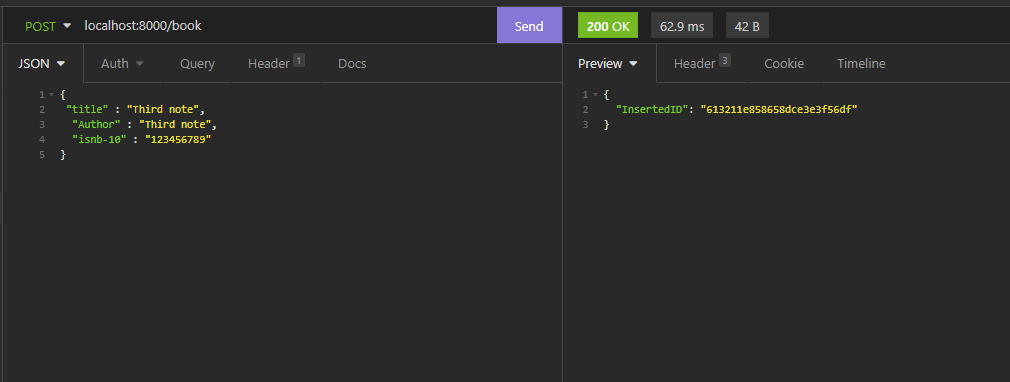 POST localhost:8000/book Send 200 OK 62.9 ms 42 B
JSON Auth Query Header 1 Docs Preview Header 3 Cookie Timeline
1 {
2 "title" : "Third note",
3 "Author" : "Third note",
4 "isnb-10" : "123456789"
5 }
1 {
2 "InsertedID": "613211e858658dce3e3f56df"
3 }